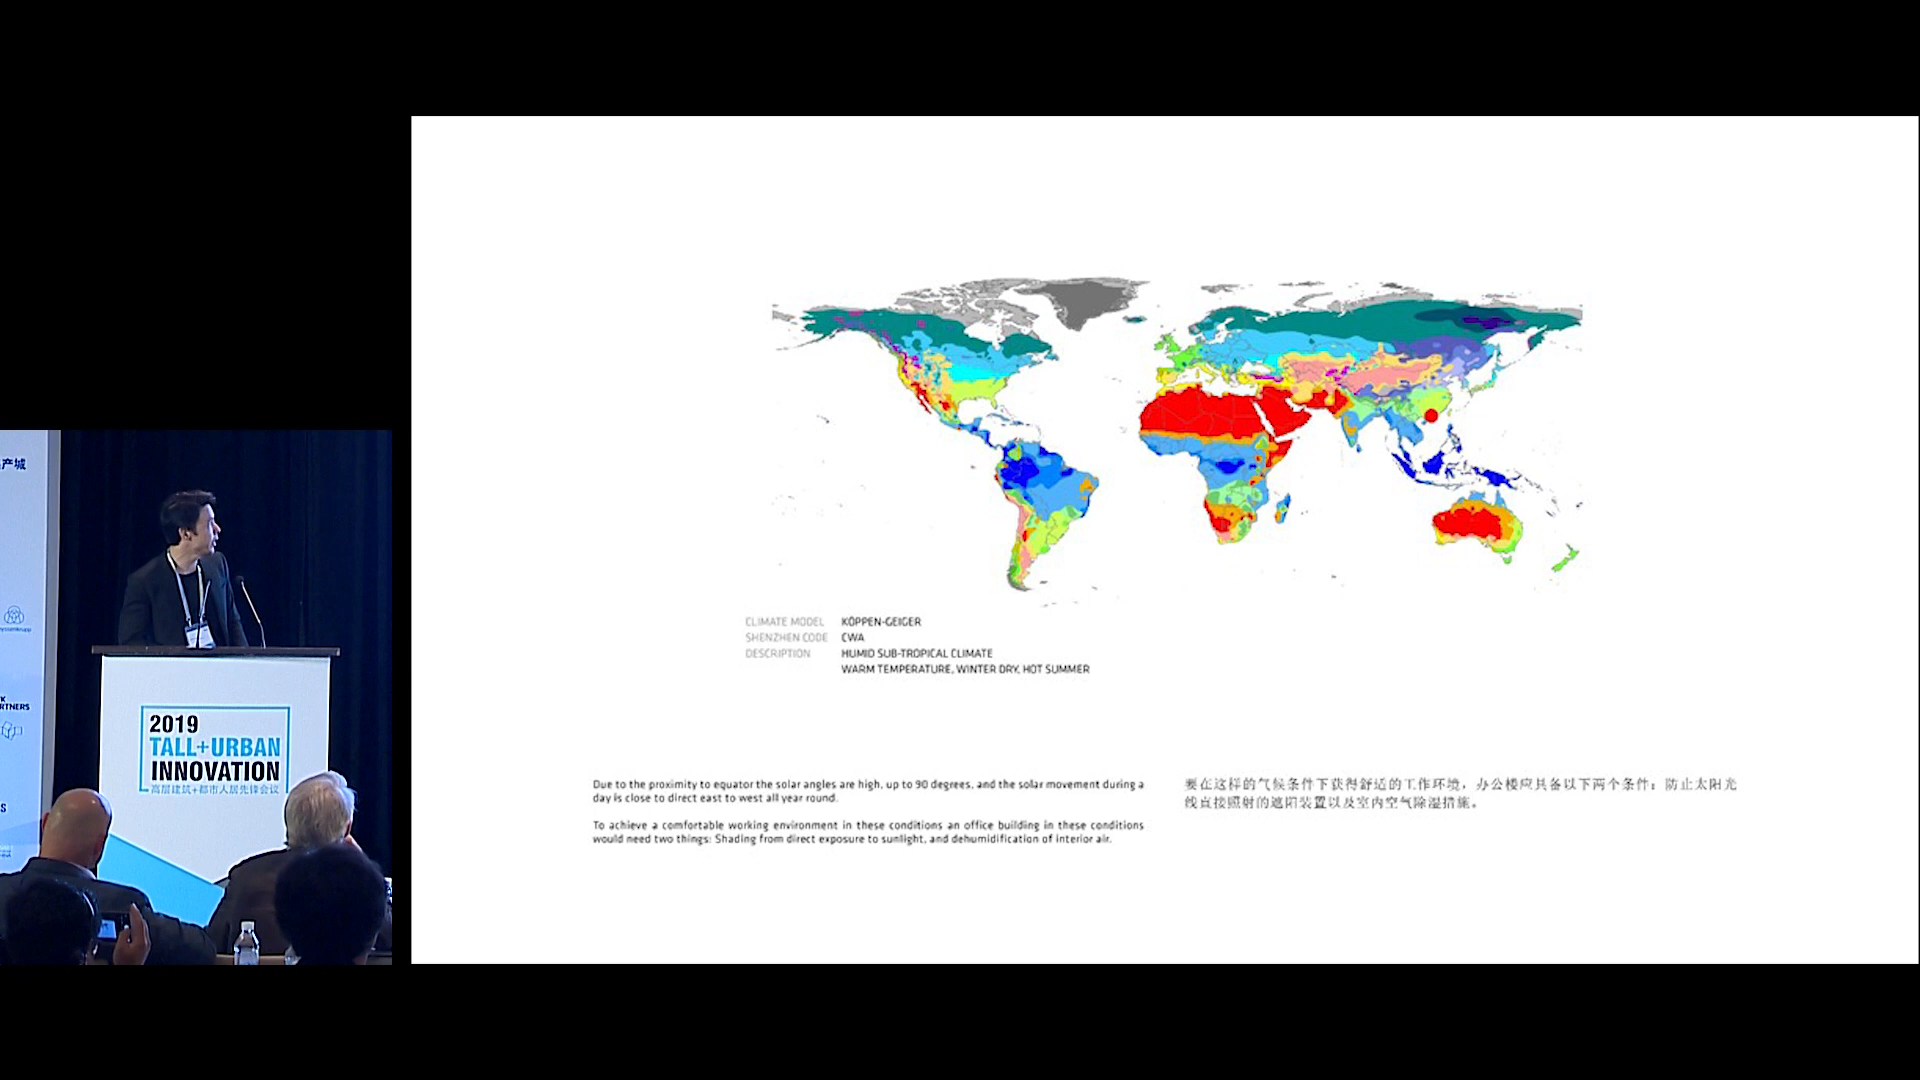 产城
RTNERS
2019
TALL+URBAN
INNOVATION
高层建筑+都市人居先锋会议
CLIMATE MODEL KÖPPEN-GEIGER
SHENZHEN CODE CWA
DESCRIPTION HUMID SUB-TROPICAL CLIMATE
WARM TEMPERATURE, WINTER DRY, HOT SUMMER
Due to the proximity to equator the solar angles are high, up to 90 degrees, and the solar movement during a
day is close to direct east to west all year round.
To achieve a comfortable working environment in these conditions an office building in these conditions
would need two things: Shading from direct exposure to sunlight, and dehumidification of interior air.
要在这样的气候条件下获得舒适的工作环境，办公楼应具备以下两个条件：防止太阳光
线直接照射的遮阳装置以及室内空气除湿措施。